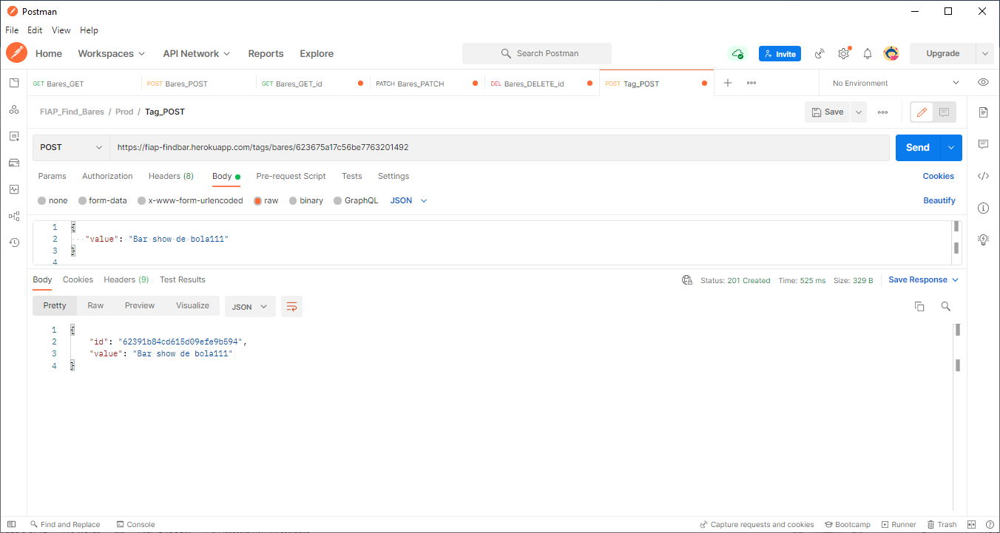 Postman
File Edit View Help
Home Workspaces API Network Reports Explore Search Postman Invite Upgrade
GET Bares_GET POST Bares_POST GET Bares_GET_id PATCH Bares_PATCH DEL Bares_DELETE_id POST Tag_POST No Environment
FIAP_Find_Bares / Prod / Tag_POST Save
POST https://fiap-findbar.herokuapp.com/tags/bares/623675a17c56be7763201492 Send
Params Authorization Headers (8) Body Pre-request Script Tests Settings Cookies
none form-data x-www-form-urlencoded raw binary GraphQL JSON Beautify
1 {
2 "value": "Bar show de bola111"
3 }
4
Body Cookies Headers (9) Test Results Status: 201 Created Time: 525 ms Size: 329 B Save Response
Pretty Raw Preview Visualize JSON
1 {
2 "id": "62391b84cd615d09efe9b594",
3 "value": "Bar show de bola111"
4 }
Find and Replace Console Capture requests and cookies Bootcamp Runner Trash